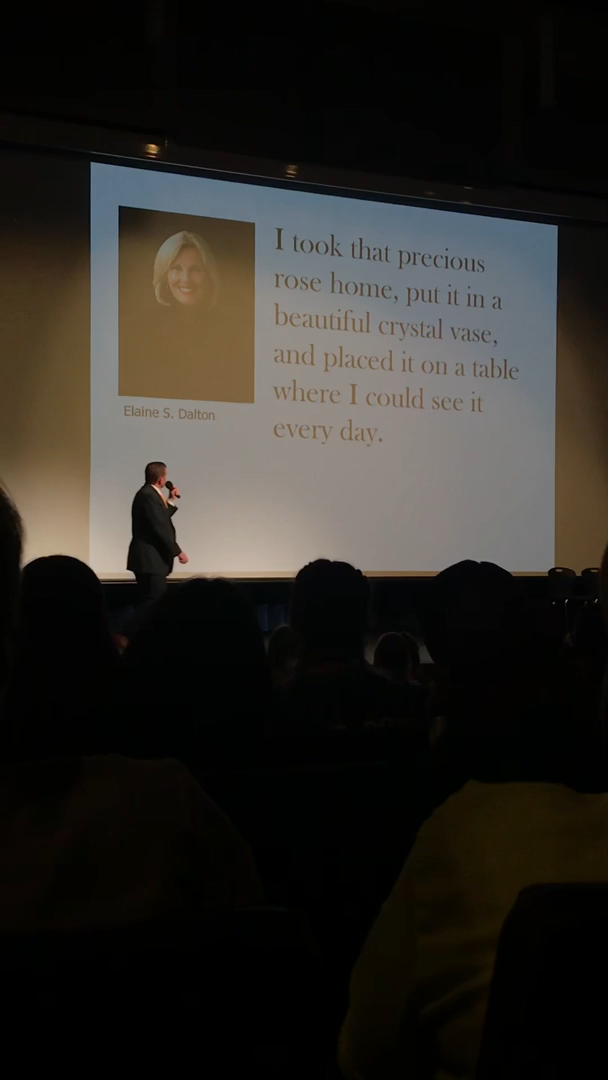 I took that precious
rose home, put it in a
beautiful crystal vase,
and placed it on a table
where I could see it
every day.
Elaine S. Dalton